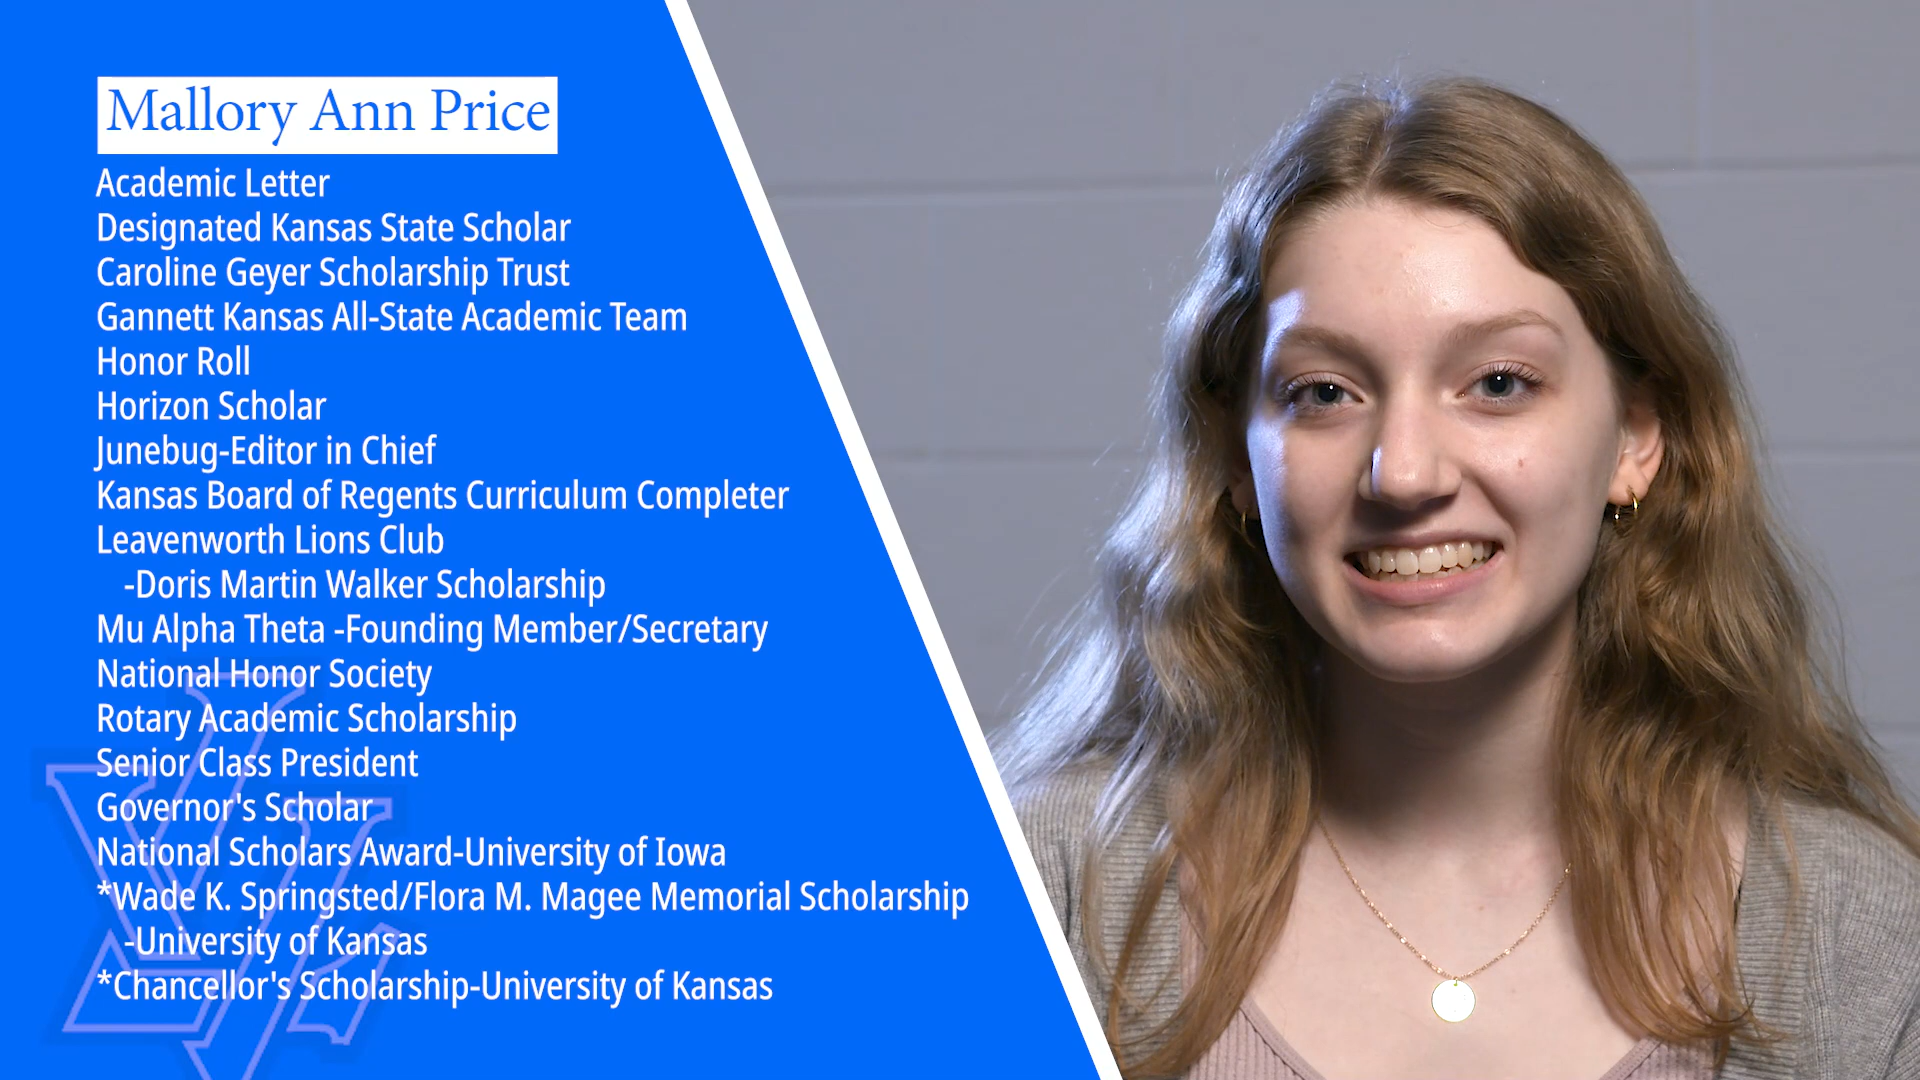 Mallory Ann Price
Academic Letter
Designated Kansas State Scholar
Caroline Geyer Scholarship Trust
Gannett Kansas All-State Academic Team
Honor Roll
Horizon Scholar
Junebug-Editor in Chief
Kansas Board of Regents Curriculum Completer
Leavenworth Lions Club
-Doris Martin Walker Scholarship
Mu Alpha Theta -Founding Member/Secretary
National Honor Society
Rotary Academic Scholarship
Senior Class President
Governor's Scholar
National Scholars Award-University of Iowa
*Wade K. Springsted/Flora M. Magee Memorial Scholarship
-University of Kansas
*Chancellor's Scholarship-University of Kansas